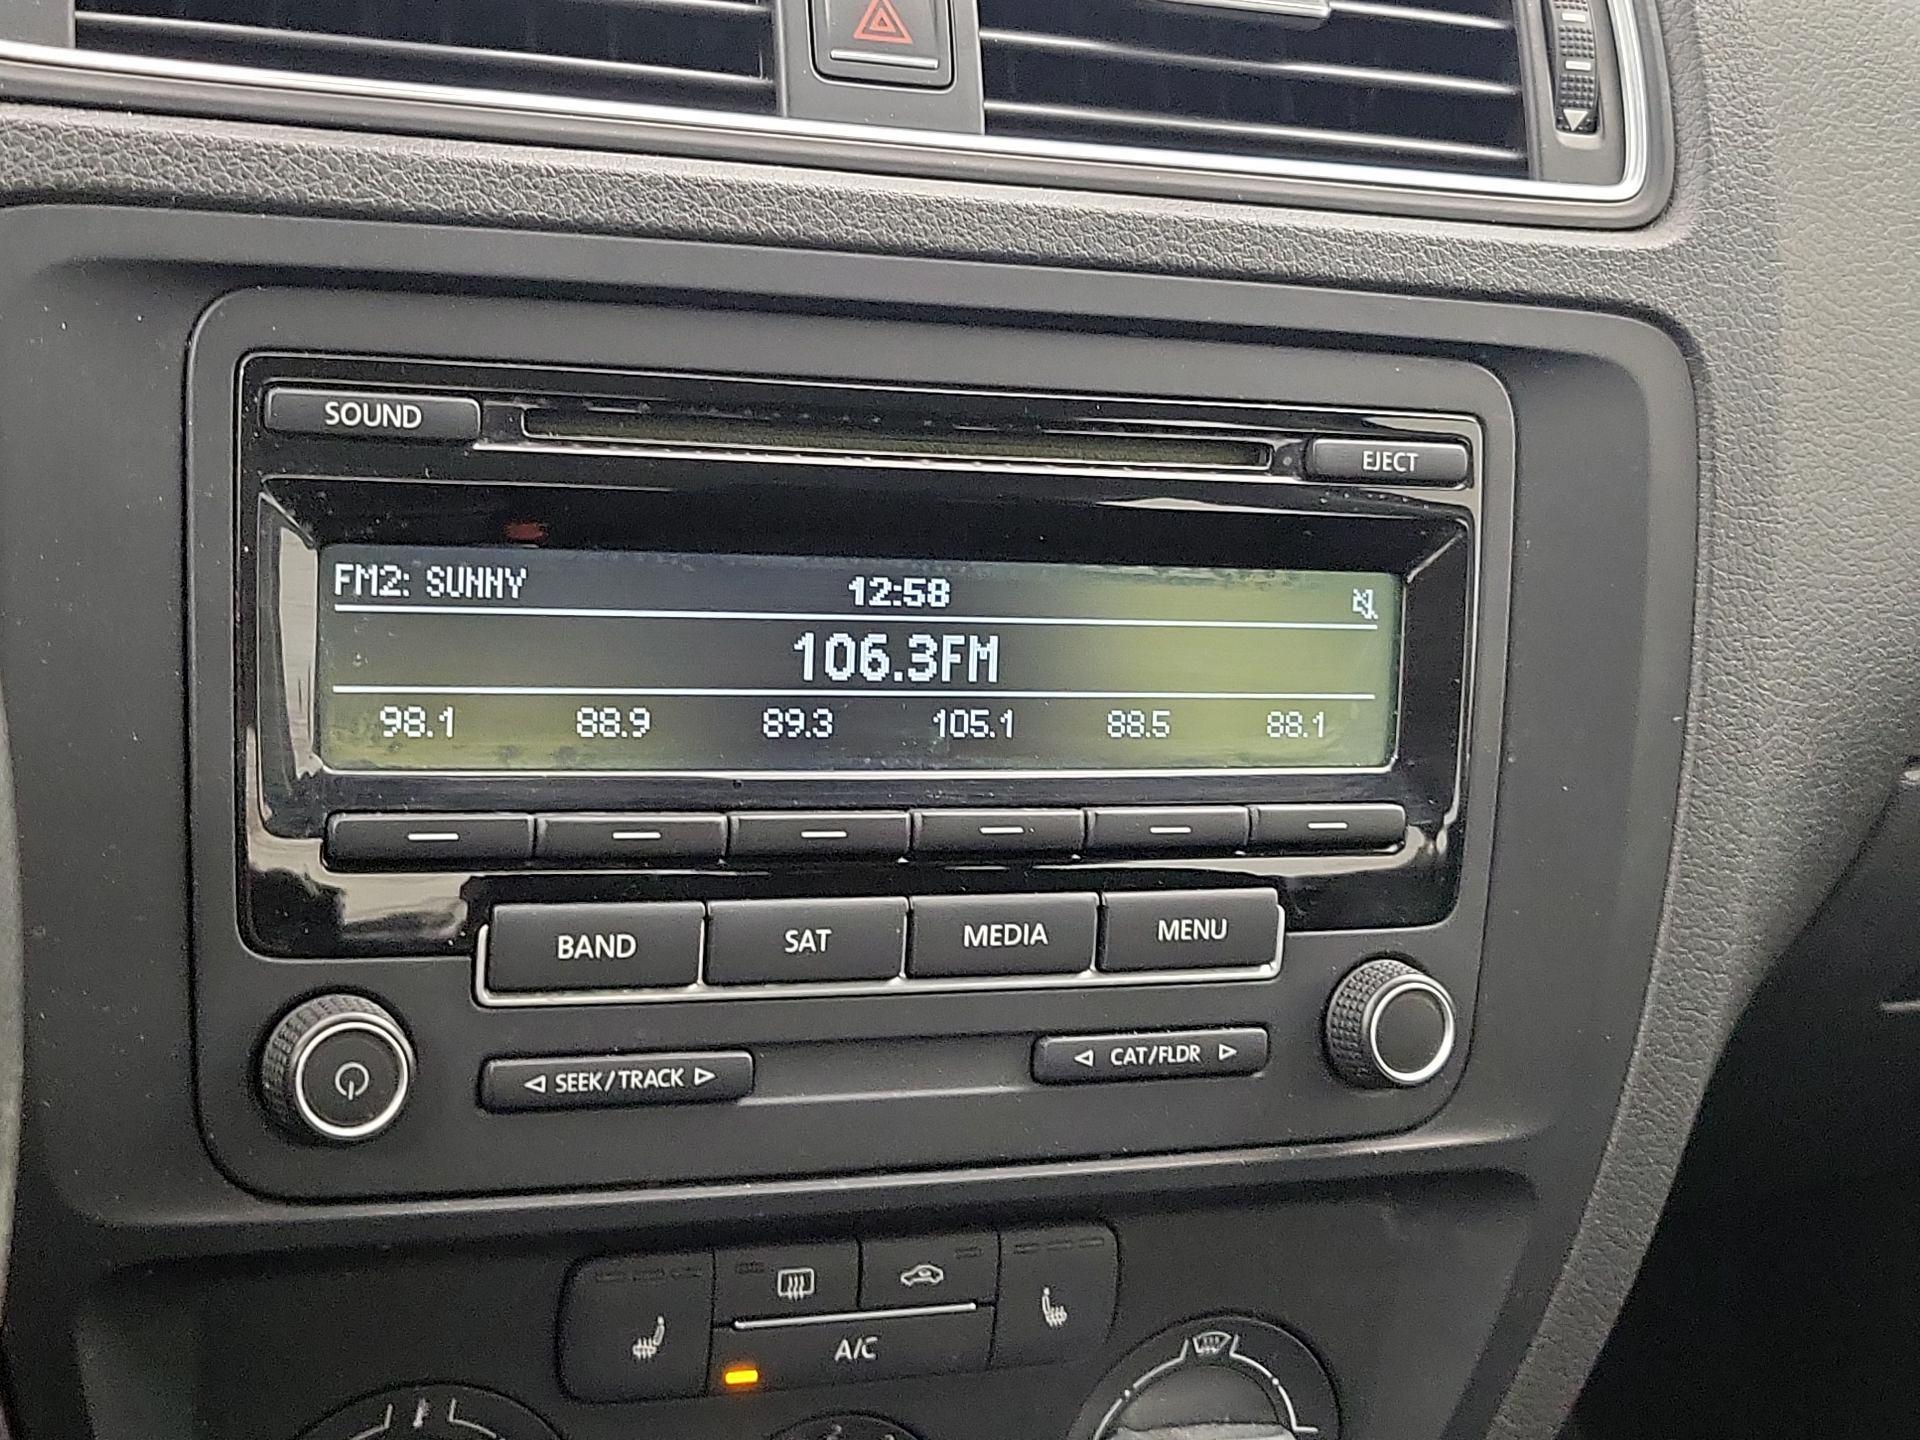 SOUND
EJECT
FM2: SUNNY 12:58
106.3FM
98.1 88.9 89.3 105.1 88.5 88.1
BAND SAT MEDIA MENU
SEEK/TRACK
CAT/FLDR
A/C